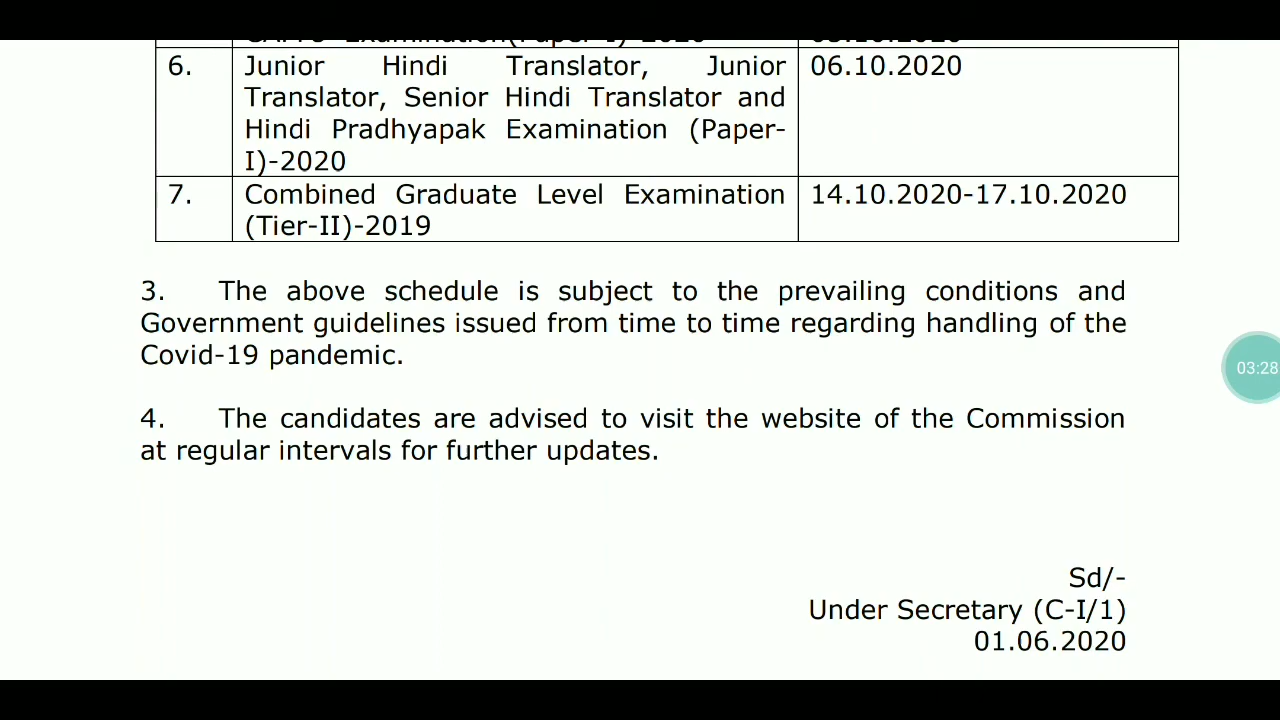 6. Junior Hindi Translator, Junior 06.10.2020
Translator, Senior Hindi Translator and
Hindi Pradhyapak Examination (Paper-
I)-2020
7. Combined Graduate Level Examination 14.10.2020-17.10.2020
(Tier-II)-2019
3. The above schedule is subject to the prevailing conditions and
Government guidelines issued from time to time regarding handling of the
Covid-19 pandemic.
03:28
4. The candidates are advised to visit the website of the Commission
at regular intervals for further updates.
Sd/-
Under Secretary (C-I/1)
01.06.2020